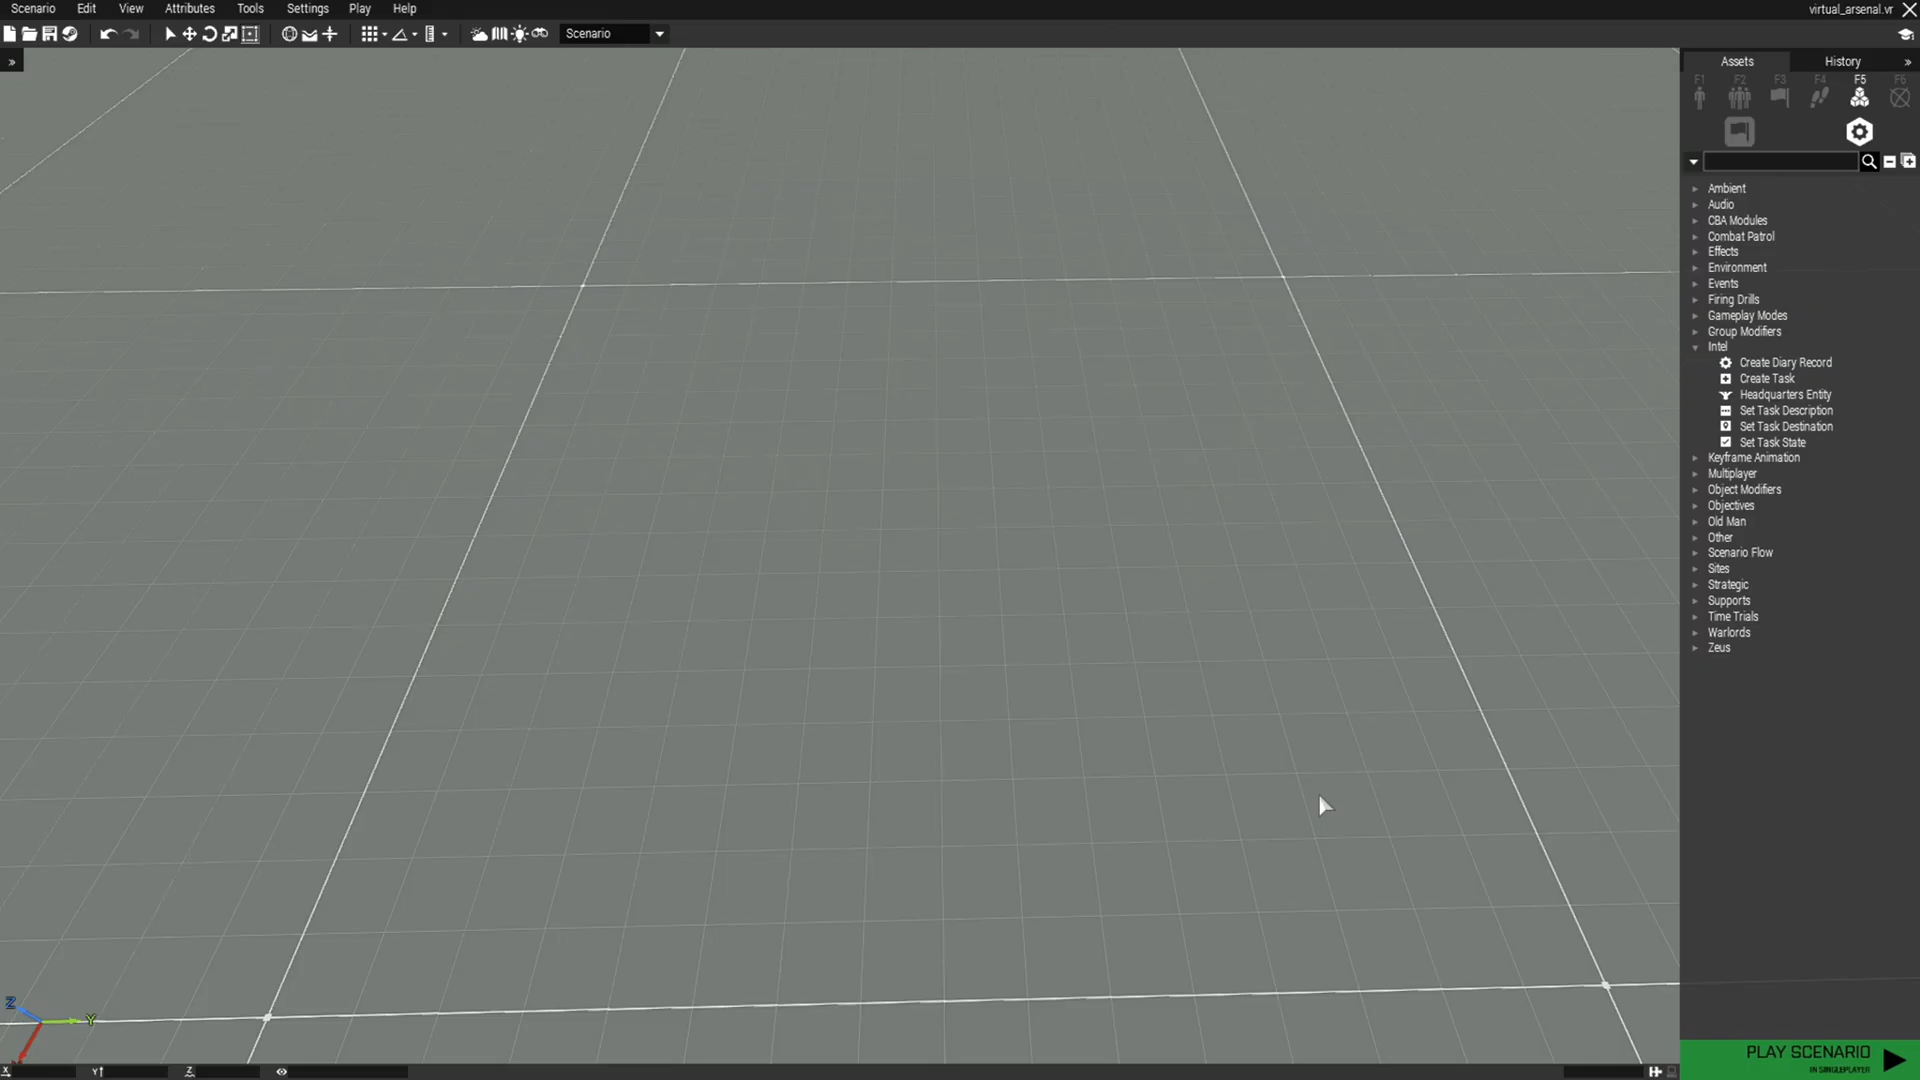 Scenario Edit View Attributes Tools Settings Play Help virtual_arsenal.vr
Scenario
»
Assets History »
F1 F2 F3 F4 F5 F6
Ambient
Audio
CBA Modules
Combat Patrol
Effects
Environment
Events
Firing Drills
Gameplay Modes
Group Modifiers
Intel
Create Diary Record
Create Task
Headquarters Entity
Set Task Description
Set Task Destination
Set Task State
Keyframe Animation
Multiplayer
Object Modifiers
Objectives
Old Man
Other
Scenario Flow
Sites
Strategic
Supports
Time Trials
Warlords
Zeus
Z
Y
PLAY SCENARIO
IN SINGLEPLAYER
X Y Z